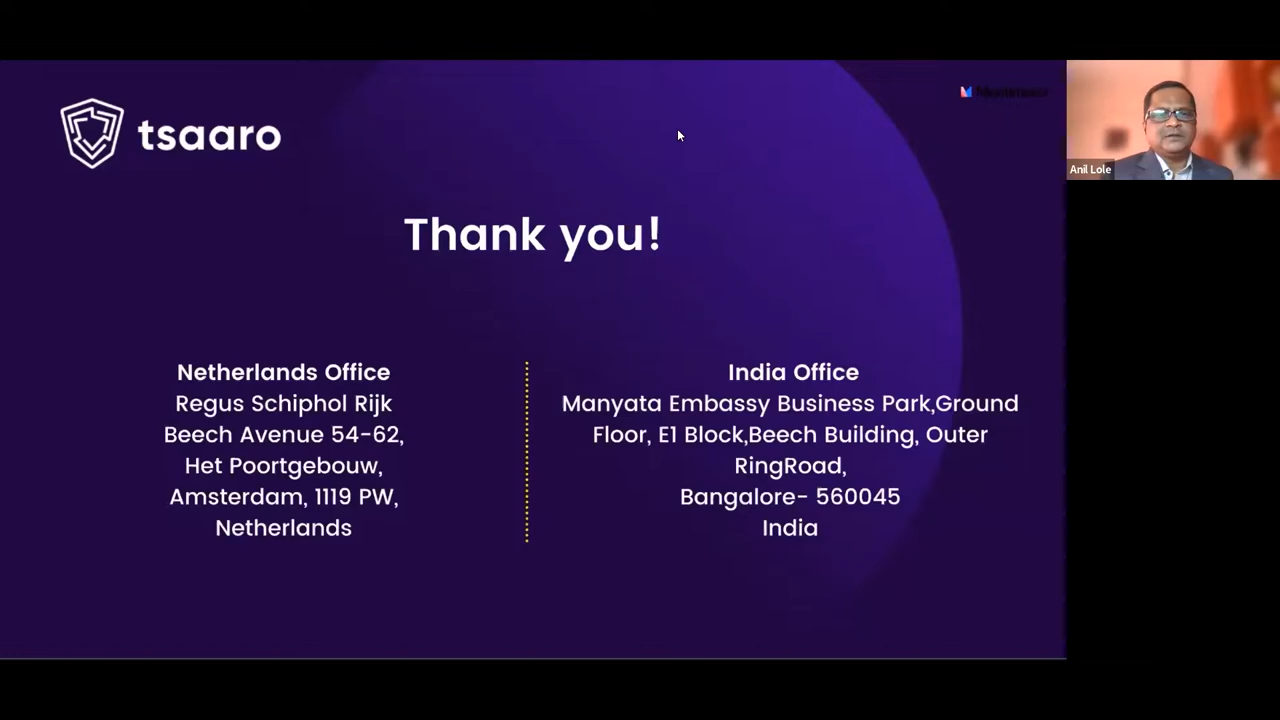 tsaaro
Anil Lole
Thank you!
Netherlands Office
Regus Schiphol Rijk
Beech Avenue 54-62,
Het Poortgebouw,
Amsterdam, 1119 PW,
Netherlands
India Office
Manyata Embassy Business Park,Ground
Floor, E1 Block,Beech Building, Outer
RingRoad,
Bangalore- 560045
India